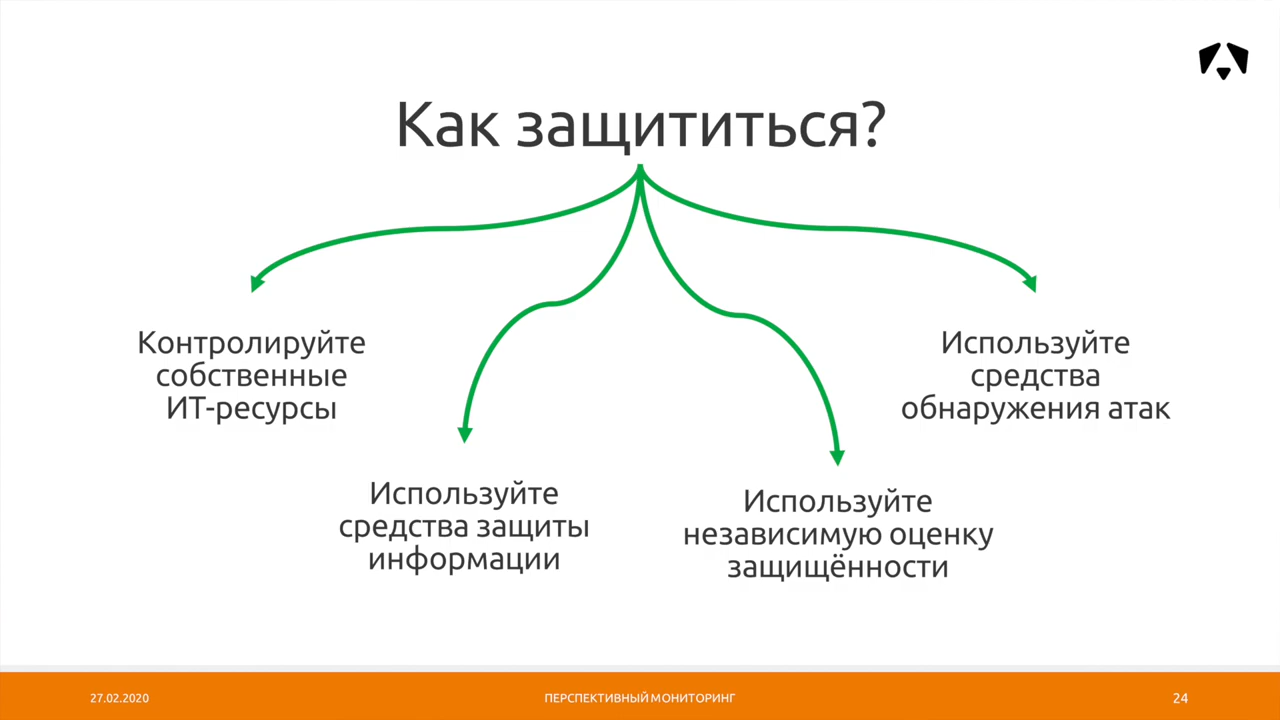 Как защититься?
Контролируйте
собственные
ИТ-ресурсы
Используйте
средства защиты
информации
Используйте
независимую оценку
защищённости
Используйте
средства
обнаружения атак
27.02.2020
ПЕРСПЕКТИВНЫЙ МОНИТОРИНГ
24